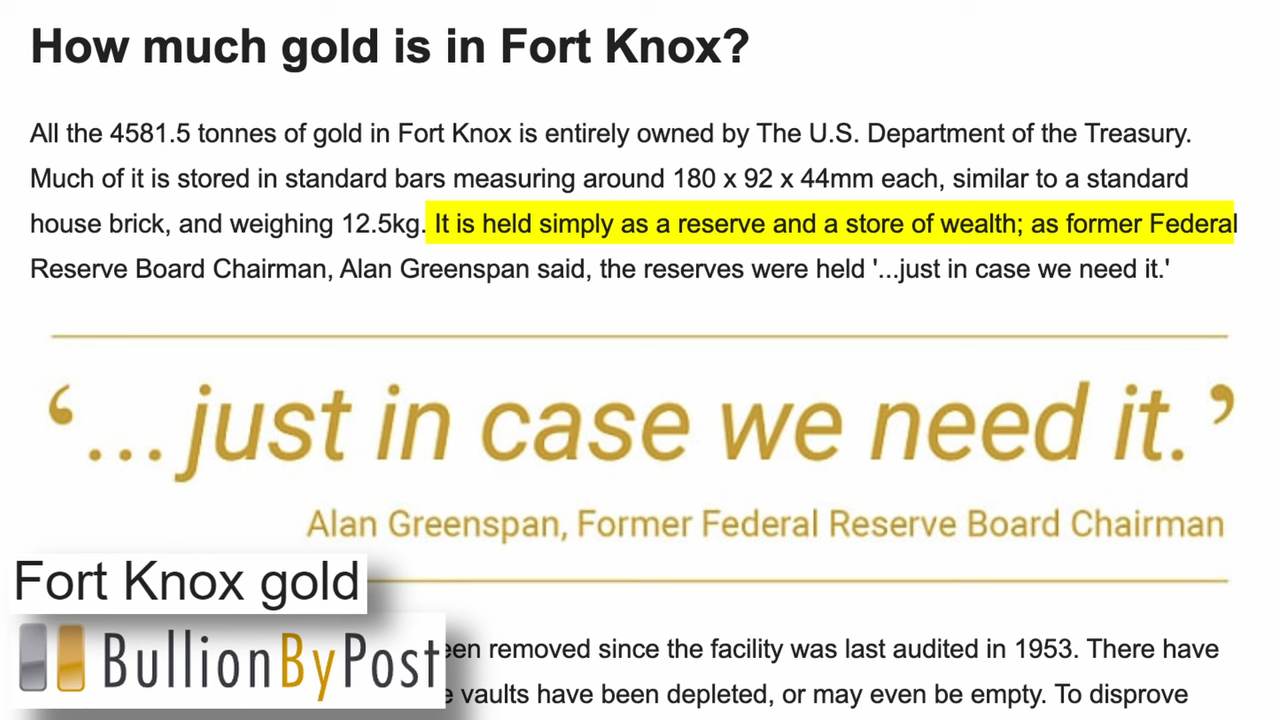 How much gold is in Fort Knox?
All the 4581.5 tonnes of gold in Fort Knox is entirely owned by The U.S. Department of the Treasury.
Much of it is stored in standard bars measuring around 180 x 92 x 44mm each, similar to a standard
house brick, and weighing 12.5kg. It is held simply as a reserve and a store of wealth; as former Federal
Reserve Board Chairman, Alan Greenspan said, the reserves were held '...just in case we need it.'
‘...just in case we need it.’
Alan Greenspan, Former Federal Reserve Board Chairman
Fort Knox gold
BullionByPost
removed since the facility was last audited in 1953. There have
vaults have been depleted, or may even be empty. To disprove